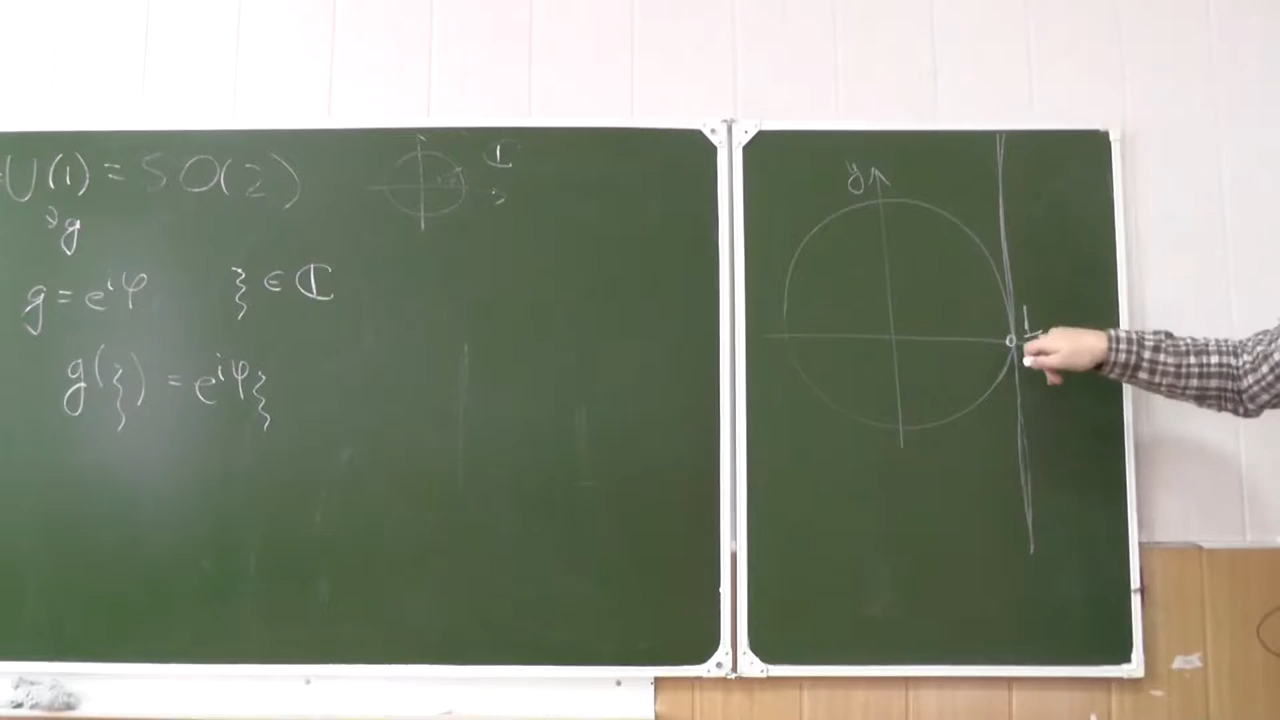 U(1) = SO(2)
∋g
g = e^{iφ} ξ ∈ ℂ
g(ξ) = e^{iφ}ξ
ℂ
y
1